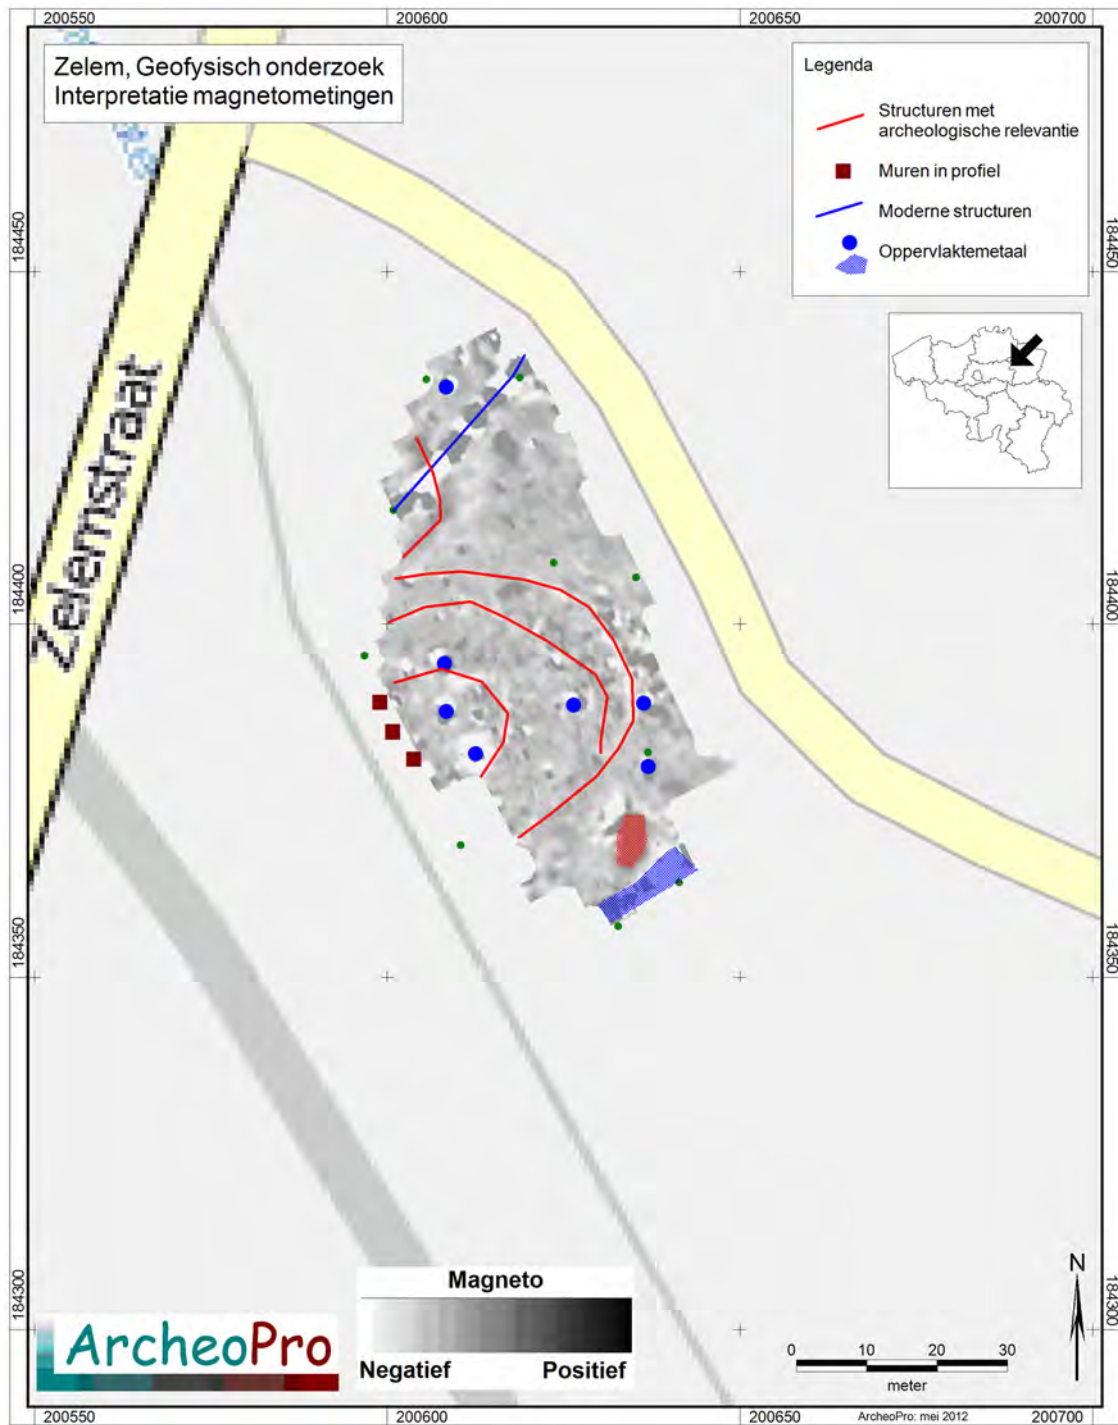 200550
200600
200650
200700
Zelem, Geofysisch onderzoek
Interpretatie magnetometingen
Legenda
Structuren met
archeologische relevantie
Muren in profiel
Moderne structuren
Oppervlaktemetaal
184450
184450
184400
184400
Zelemstraat
184350
184350
184300
184300
Magneto
Negatief
Positief
ArcheoPro
N
0
10
20
30
meter
ArcheoPro: mei 2012
200550
200600
200650
200700